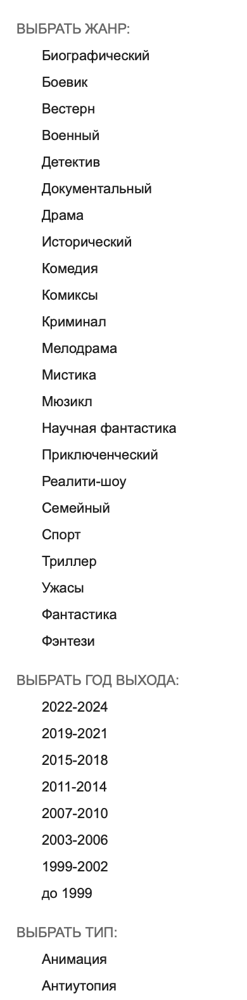 ВЫБРАТЬ ЖАНР:
Биографический
Боевик
Вестерн
Военный
Детектив
Документальный
Драма
Исторический
Комедия
Комиксы
Криминал
Мелодрама
Мистика
Мюзикл
Научная фантастика
Приключенческий
Реалити-шоу
Семейный
Спорт
Триллер
Ужасы
Фантастика
Фэнтези
ВЫБРАТЬ ГОД ВЫХОДА:
2022-2024
2019-2021
2015-2018
2011-2014
2007-2010
2003-2006
1999-2002
до 1999
ВЫБРАТЬ ТИП:
Анимация
Антиутопия